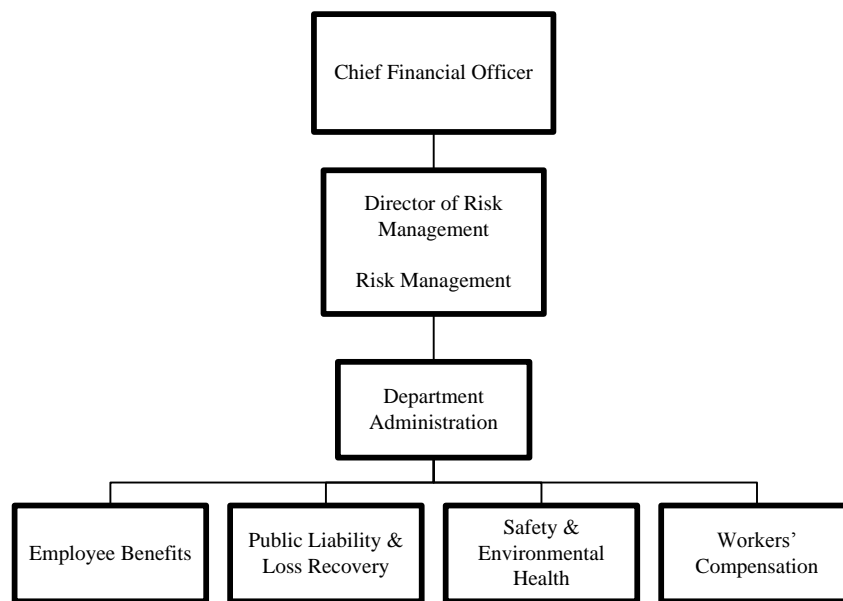 Chief Financial Officer
Director of Risk
Management
Risk Management
Department
Administration
Employee Benefits
Public Liability &
Loss Recovery
Safety &
Environmental
Health
Workers’
Compensation